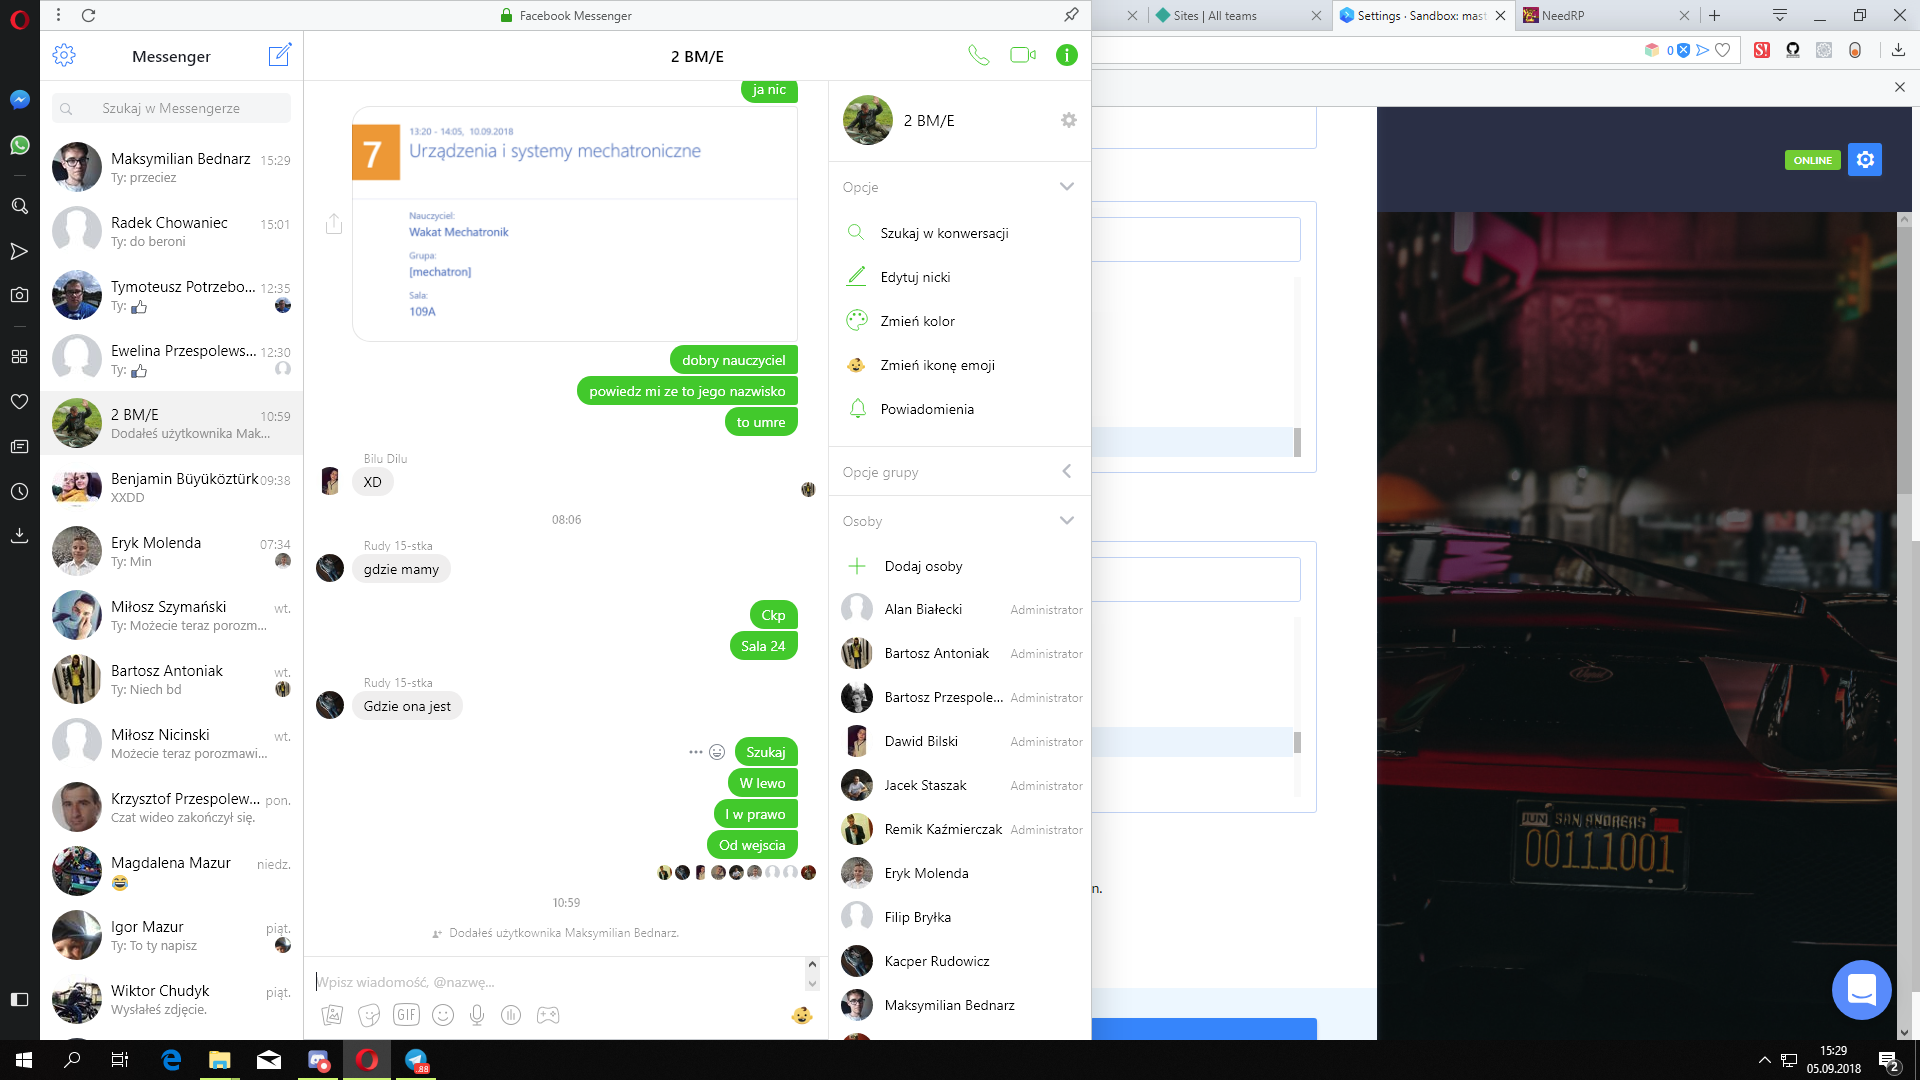 Facebook Messenger
Sites | All teams
Settings · Sandbox: mast
NeedRP
0
Messenger
Szukaj w Messengerze
Maksymilian Bednarz 15:29
Ty: przeciez
Radek Chowaniec 15:01
Ty: do beroni
Tymoteusz Potrzebo... 12:35
Ty: 👍
Ewelina Przespolews... 12:30
Ty: 👍
2 BM/E 10:59
Dodałeś użytkownika Mak...
Benjamin Büyüköztürk 09:38
XXDD
Eryk Molenda 07:34
Ty: Min
Miłosz Szymański wt.
Ty: Możecie teraz porozm...
Bartosz Antoniak wt.
Ty: Niech bd
Miłosz Nicinski wt.
Możecie teraz porozmawi...
Krzysztof Przespolew... pon.
Czat wideo zakończył się.
Magdalena Mazur niedz.
😂
Igor Mazur piąt.
Ty: To ty napisz
Wiktor Chudyk piąt.
Wysłałeś zdjęcie.
2 BM/E
ja nic
7
13:20 - 14:05, 10.09.2018
Urządzenia i systemy mechatroniczne
Nauczyciel:
Wakat Mechatronik
Grupa:
[mechatron]
Sala:
109A
dobry nauczyciel
powiedz mi ze to jego nazwisko
to umre
Bilu Dilu
XD
08:06
Rudy 15-stka
gdzie mamy
Ckp
Sala 24
Rudy 15-stka
Gdzie ona jest
Szukaj
W lewo
I w prawo
Od wejscia
10:59
Dodałeś użytkownika Maksymilian Bednarz.
Wpisz wiadomość, @nazwę...
GIF
2 BM/E
Opcje
Szukaj w konwersacji
Edytuj nicki
Zmień kolor
Zmień ikonę emoji
Powiadomienia
Opcje grupy
Osoby
Dodaj osoby
Alan Białecki Administrator
Bartosz Antoniak Administrator
Bartosz Przespole... Administrator
Dawid Bilski Administrator
Jacek Staszak Administrator
Remik Kaźmierczak Administrator
Eryk Molenda
Filip Bryłka
Kacper Rudowicz
Maksymilian Bednarz
n.
ONLINE
JUN SAN ANDREAS
00111001
.88
15:29
05.09.2018
2